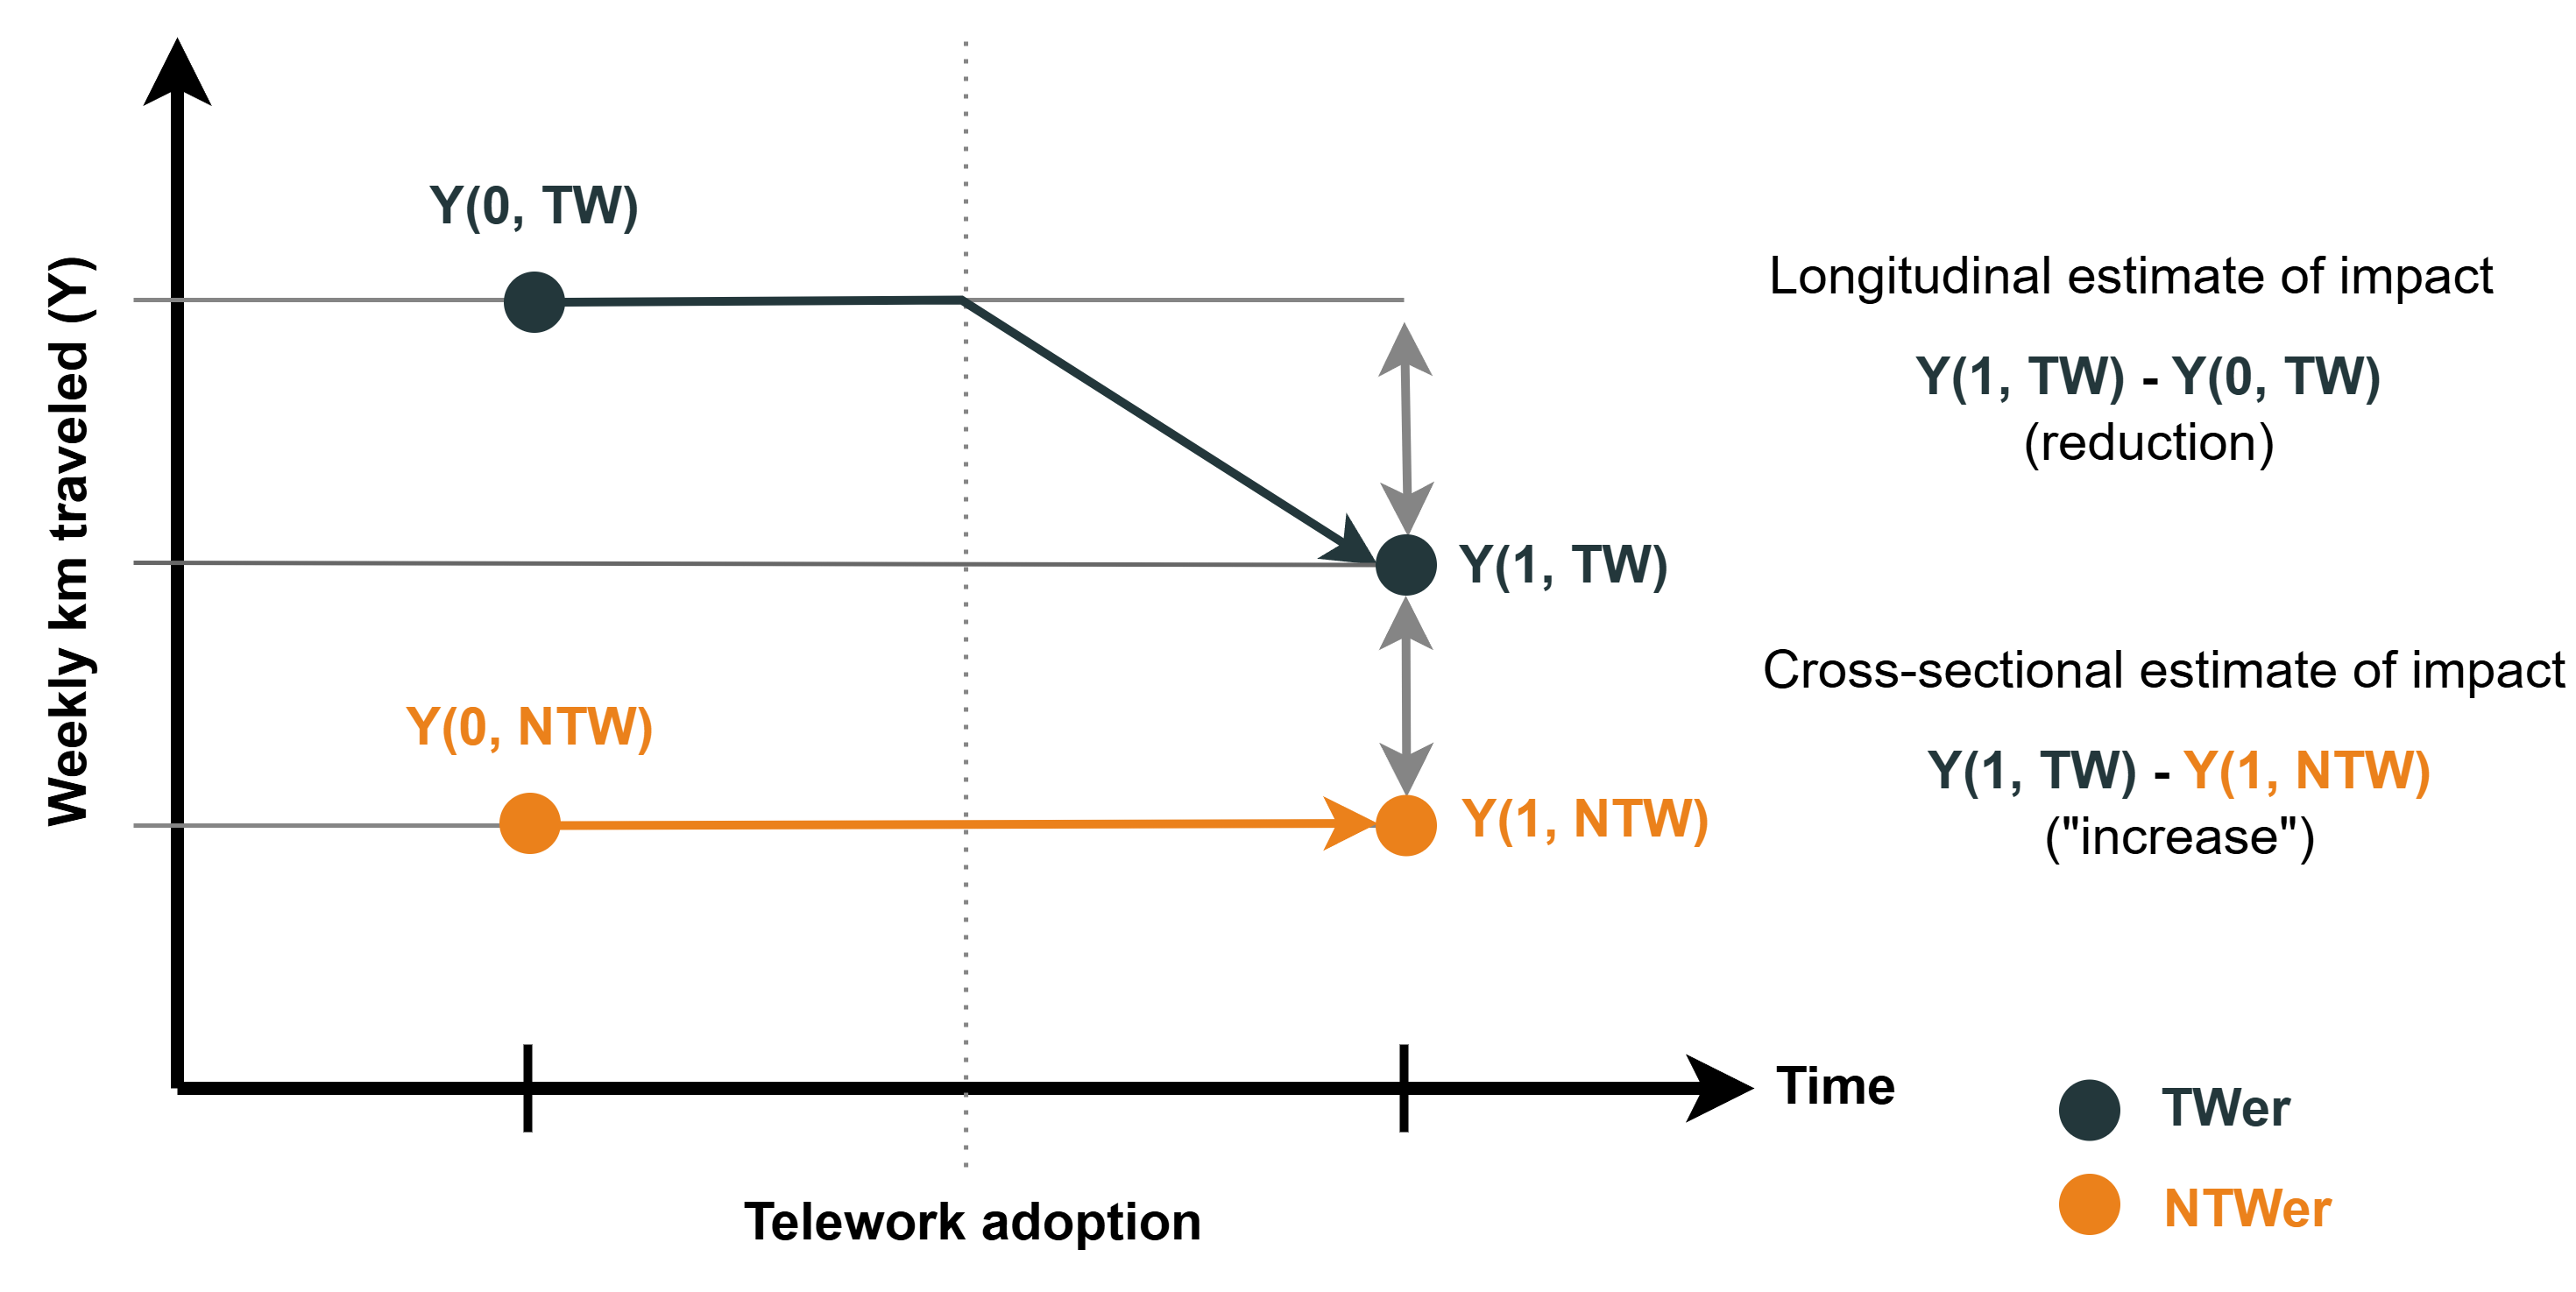 Weekly km traveled (Y)
Y(0, TW)
Longitudinal estimate of impact
Y(1, TW) - Y(0, TW)
(reduction)
Y(1, TW)
Cross-sectional estimate of impact
Y(0, NTW)
Y(1, TW) - Y(1, NTW)
("increase")
Y(1, NTW)
Time
Telework adoption
TWer
NTWer